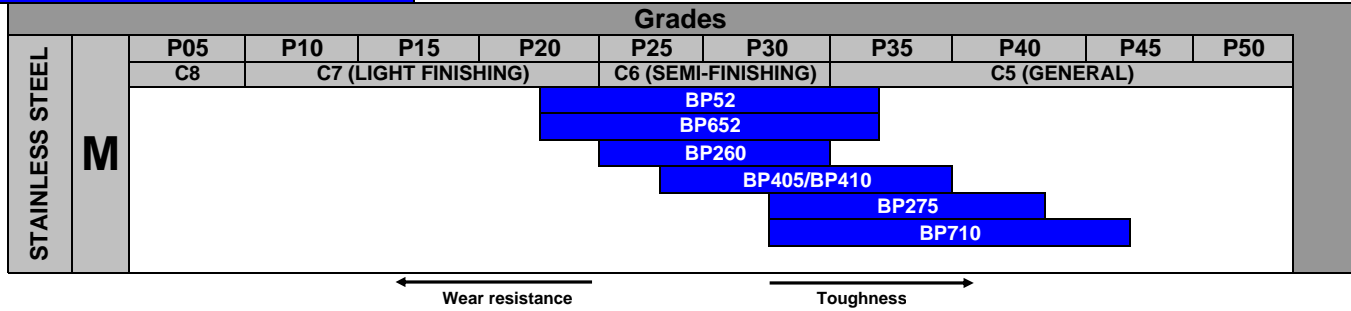 Grades
P05 P10 P15 P20 P25 P30 P35 P40 P45 P50
C8 C7 (LIGHT FINISHING) C6 (SEMI-FINISHING) C5 (GENERAL)
STAINLESS STEEL
M
BP52
BP652
BP260
BP405/BP410
BP275
BP710
Wear resistance Toughness